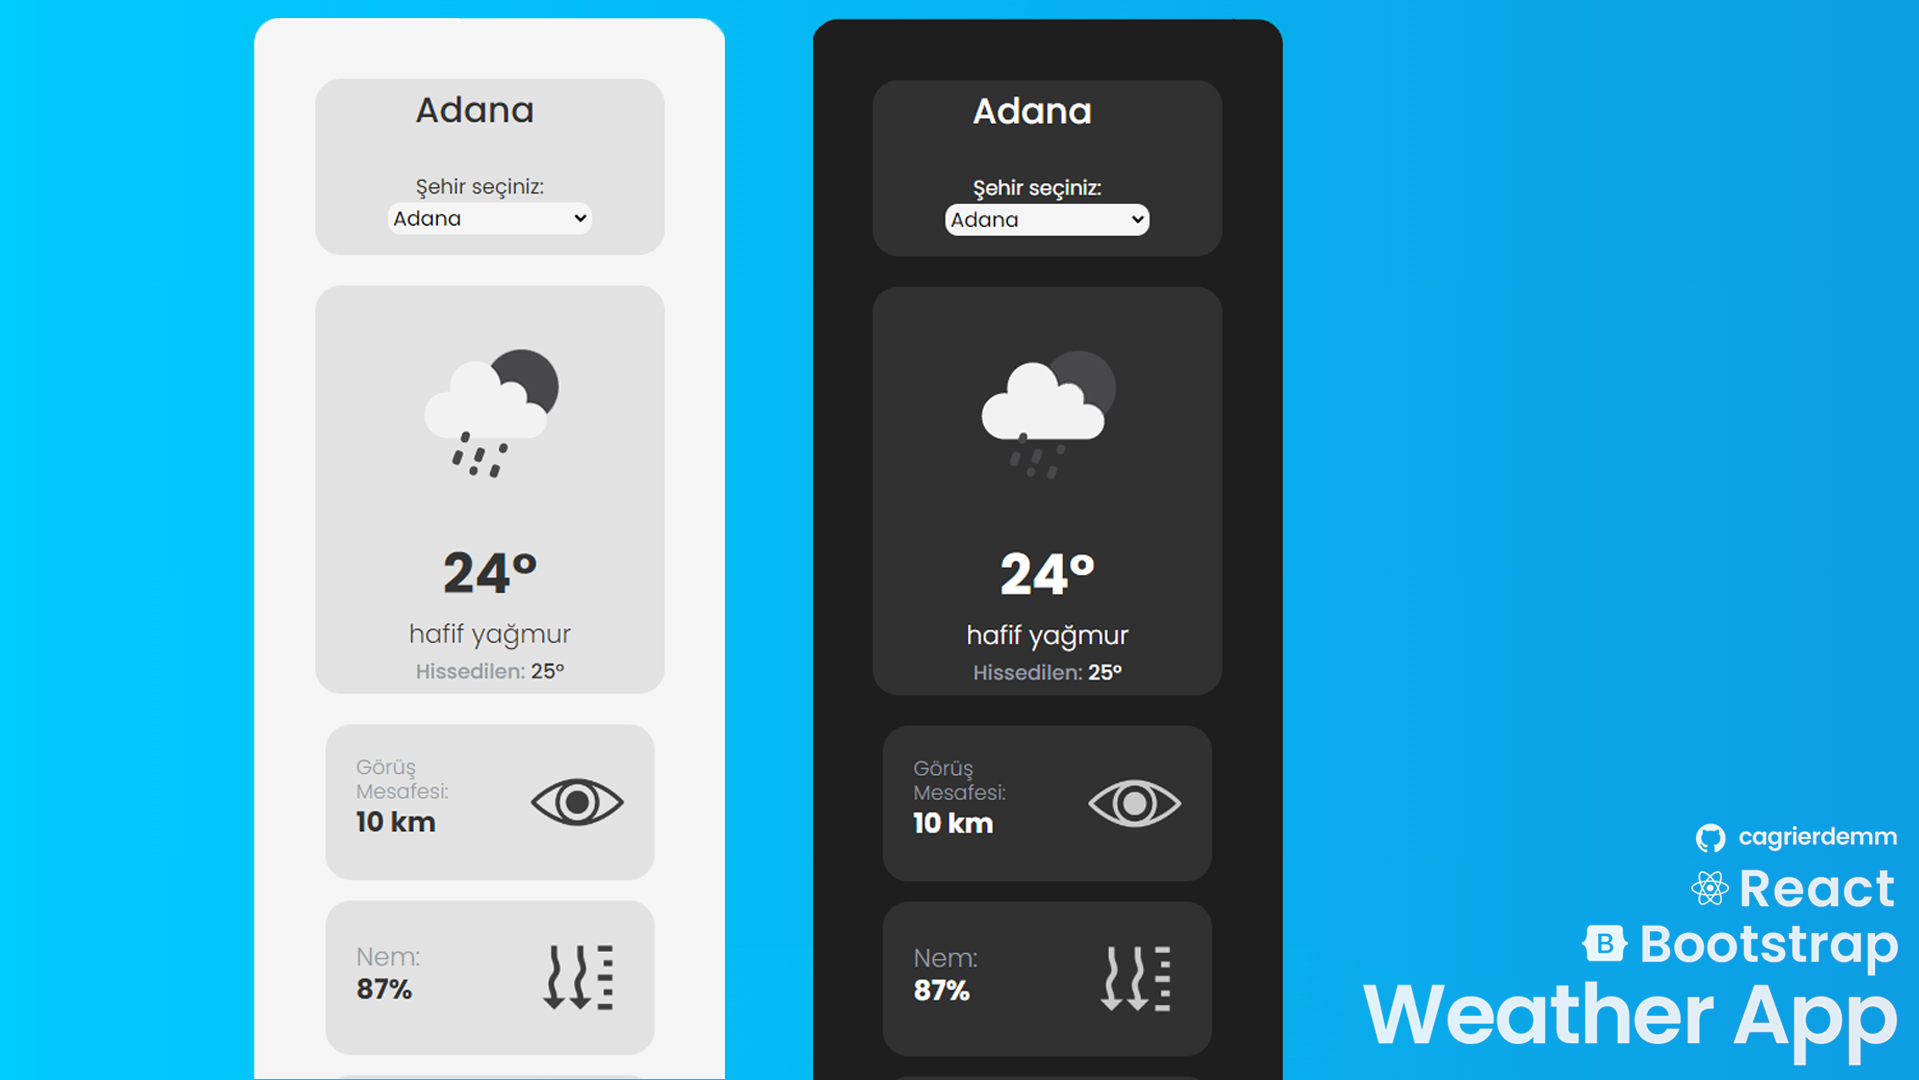 Adana
Şehir seçiniz:
Adana
24°
hafif yağmur
Hissedilen: 25°
Görüş
Mesafesi:
10 km
Nem:
87%
Adana
Şehir seçiniz:
Adana
24°
hafif yağmur
Hissedilen: 25°
Görüş
Mesafesi:
10 km
Nem:
87%
cagrierdemm
React
B Bootstrap
Weather App